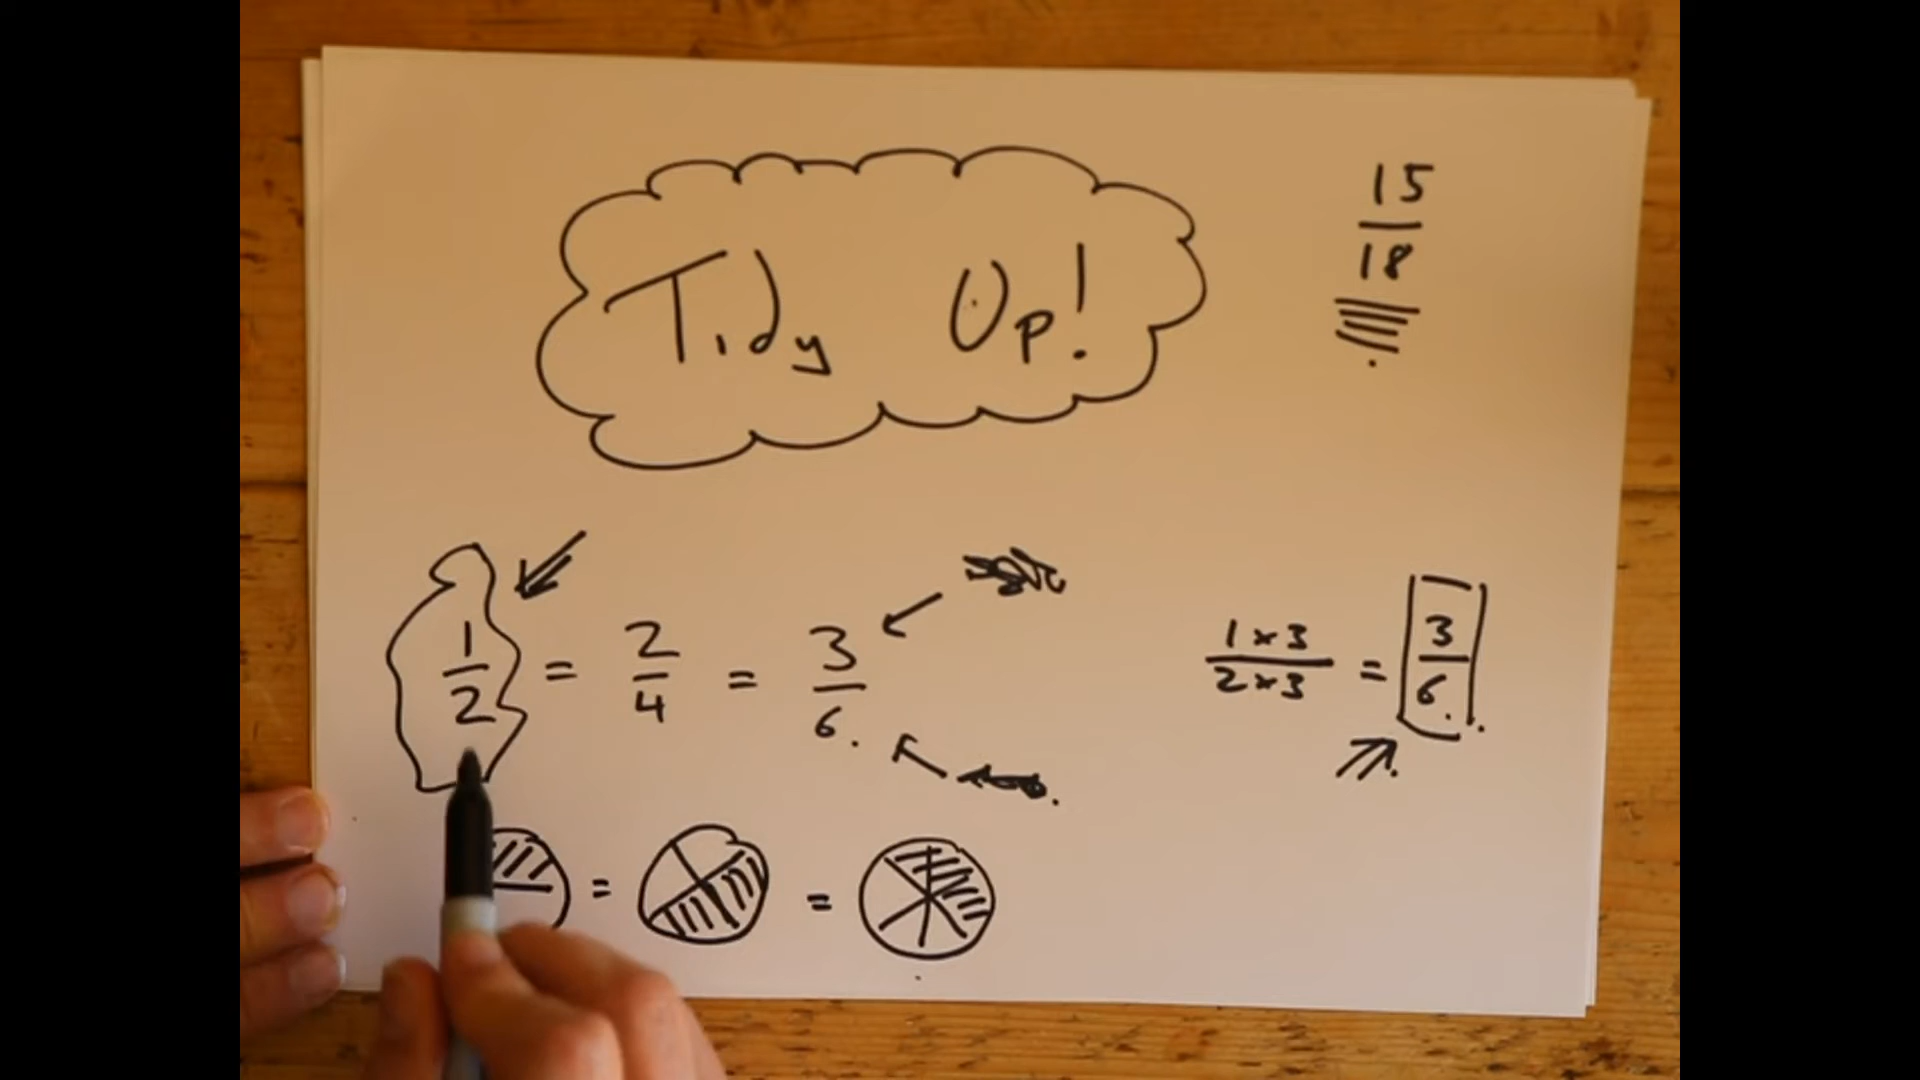 Tidy Up!
15
18
1/2 = 2/4 = 3/6.
1 x 3 / 2 x 3 = 3/6.
= =